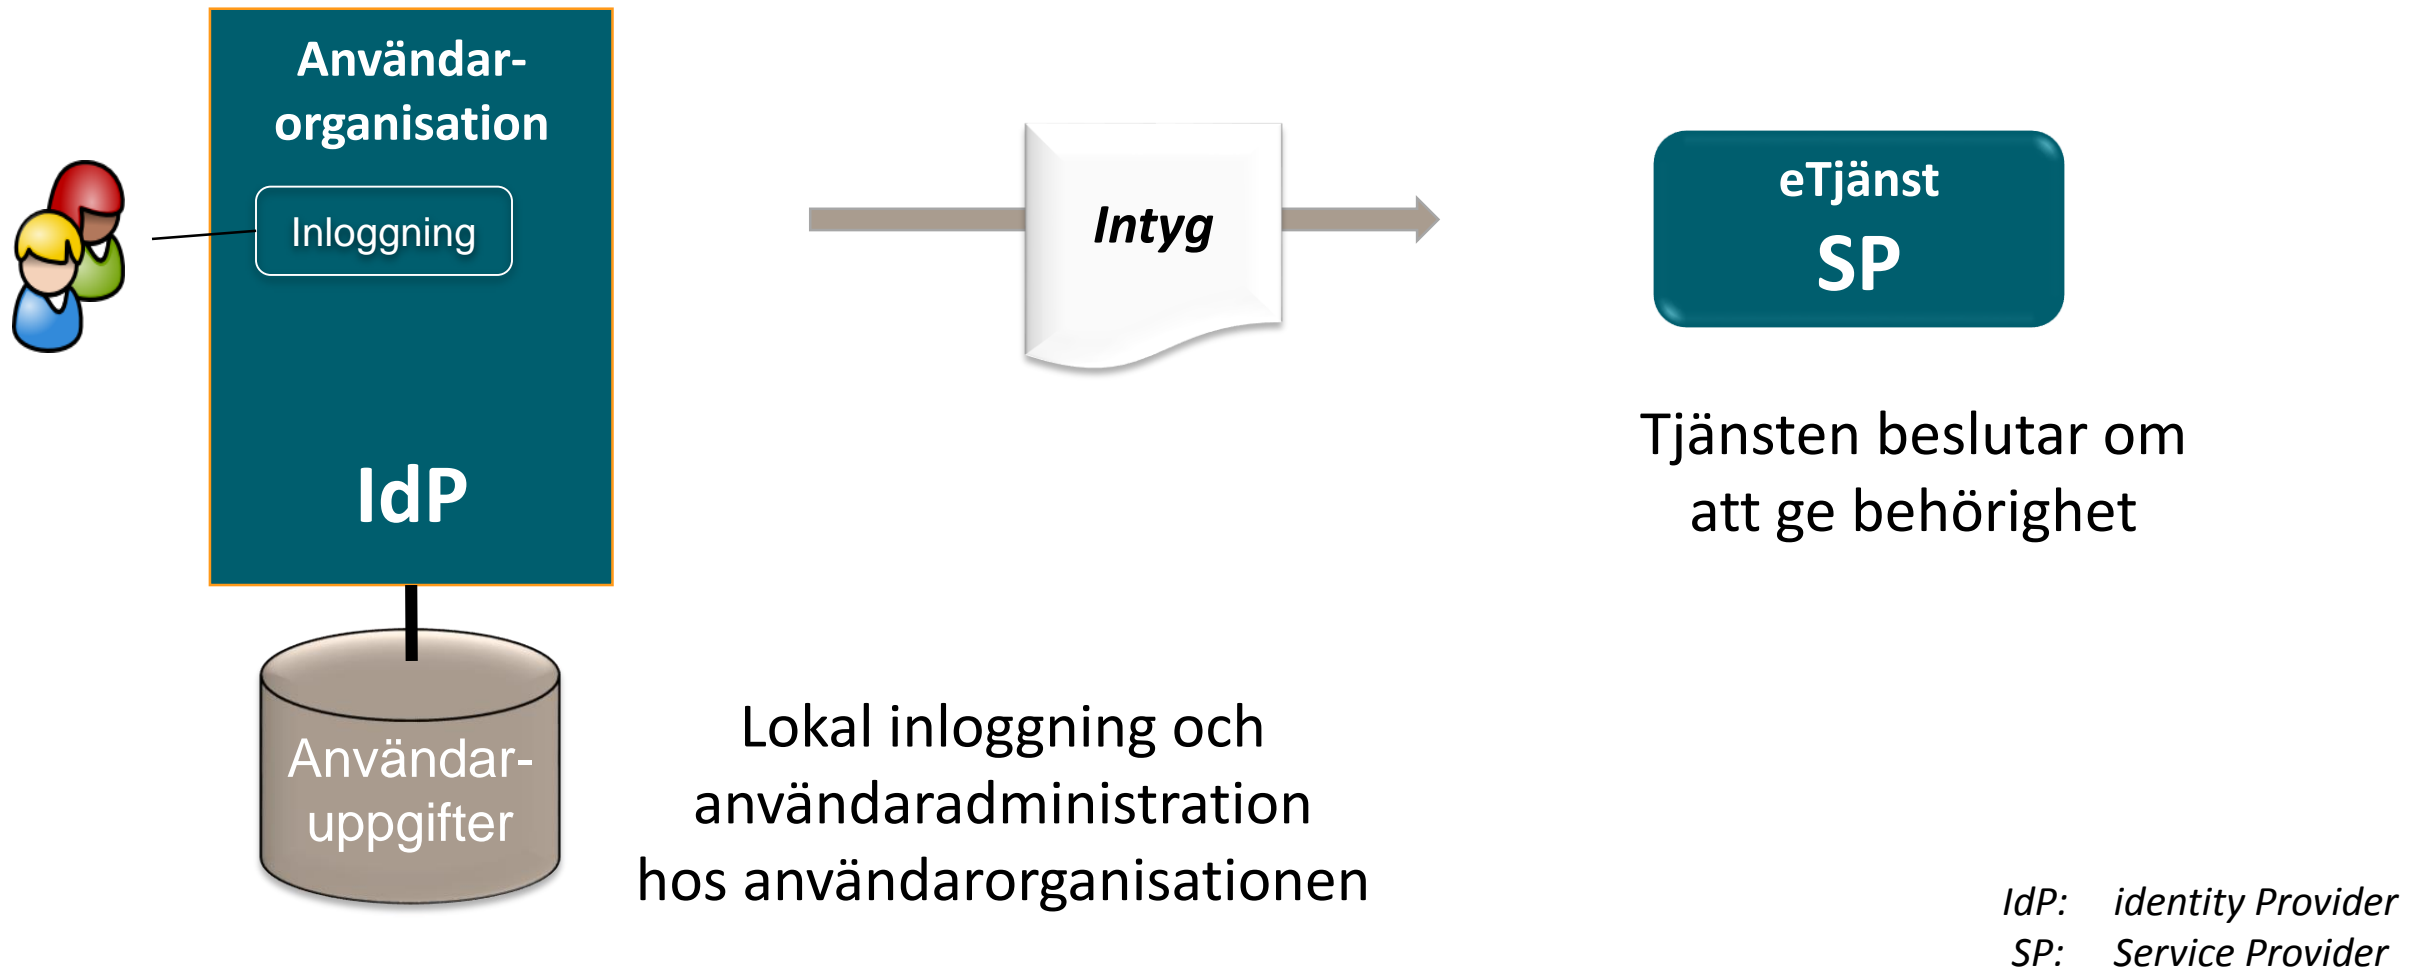 Användar-
organisation
Inloggning
IdP
Användar-
uppgifter
Intyg
eTjänst
SP
Tjänsten beslutar om
att ge behörighet
Lokal inloggning och
användaradministration
hos användarorganisationen
IdP: identity Provider
SP: Service Provider